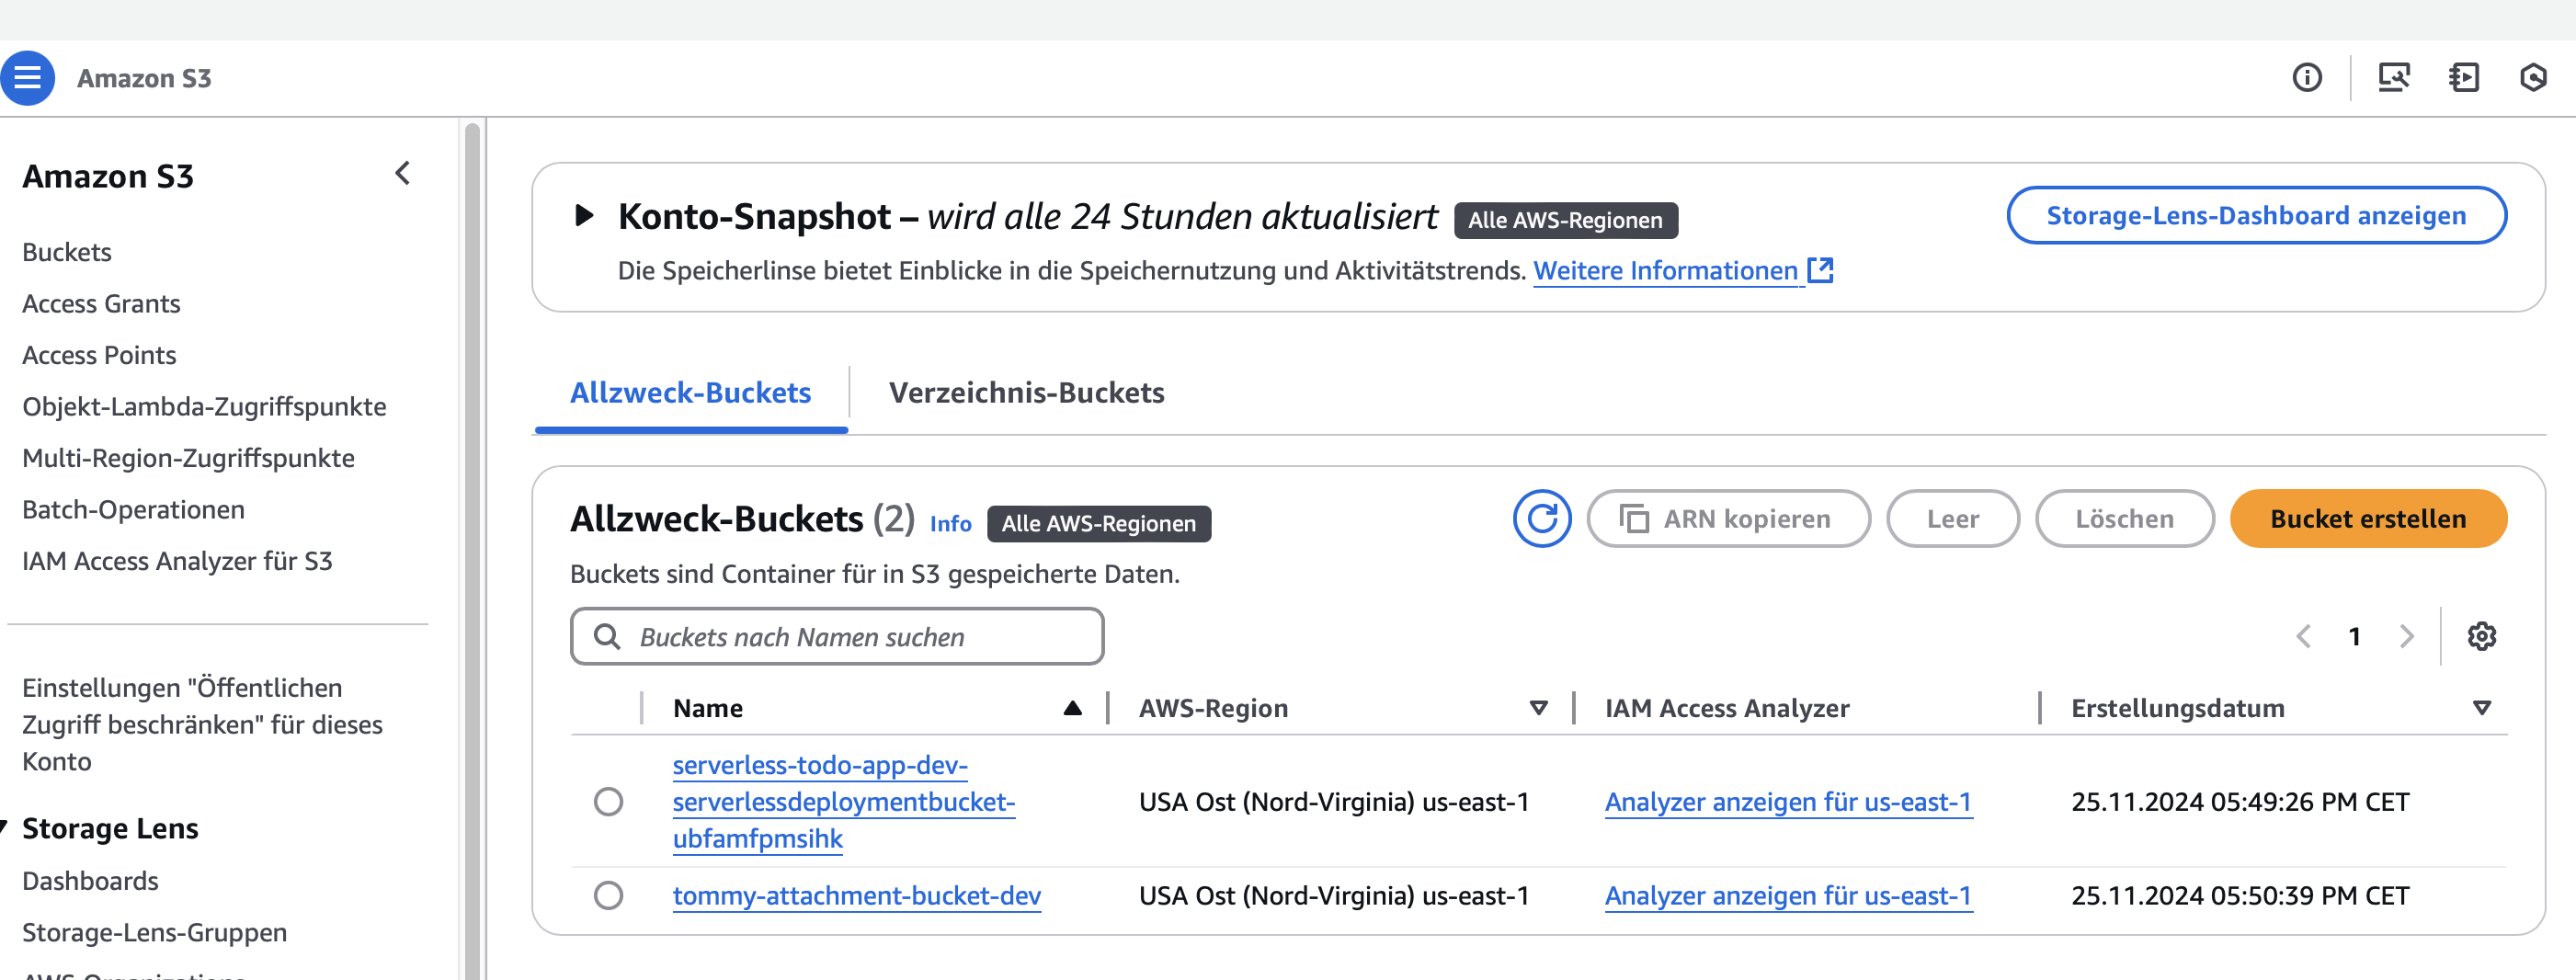 Amazon S3
Amazon S3
Buckets
Access Grants
Access Points
Objekt-Lambda-Zugriffspunkte
Multi-Region-Zugriffspunkte
Batch-Operationen
IAM Access Analyzer für S3
Einstellungen "Öffentlichen
Zugriff beschränken" für dieses
Konto
Storage Lens
Dashboards
Storage-Lens-Gruppen
AWS Organizations
Konto-Snapshot – wird alle 24 Stunden aktualisiert Alle AWS-Regionen
Storage-Lens-Dashboard anzeigen
Die Speicherlinse bietet Einblicke in die Speichernutzung und Aktivitätstrends. Weitere Informationen
Allzweck-Buckets Verzeichnis-Buckets
Allzweck-Buckets (2) Info Alle AWS-Regionen
ARN kopieren Leer Löschen Bucket erstellen
Buckets sind Container für in S3 gespeicherte Daten.
Buckets nach Namen suchen
1
Name AWS-Region IAM Access Analyzer Erstellungsdatum
serverless-todo-app-dev-
serverlessdeploymentbucket-
ubfamfpmsihk
USA Ost (Nord-Virginia) us-east-1 Analyzer anzeigen für us-east-1 25.11.2024 05:49:26 PM CET
tommy-attachment-bucket-dev USA Ost (Nord-Virginia) us-east-1 Analyzer anzeigen für us-east-1 25.11.2024 05:50:39 PM CET